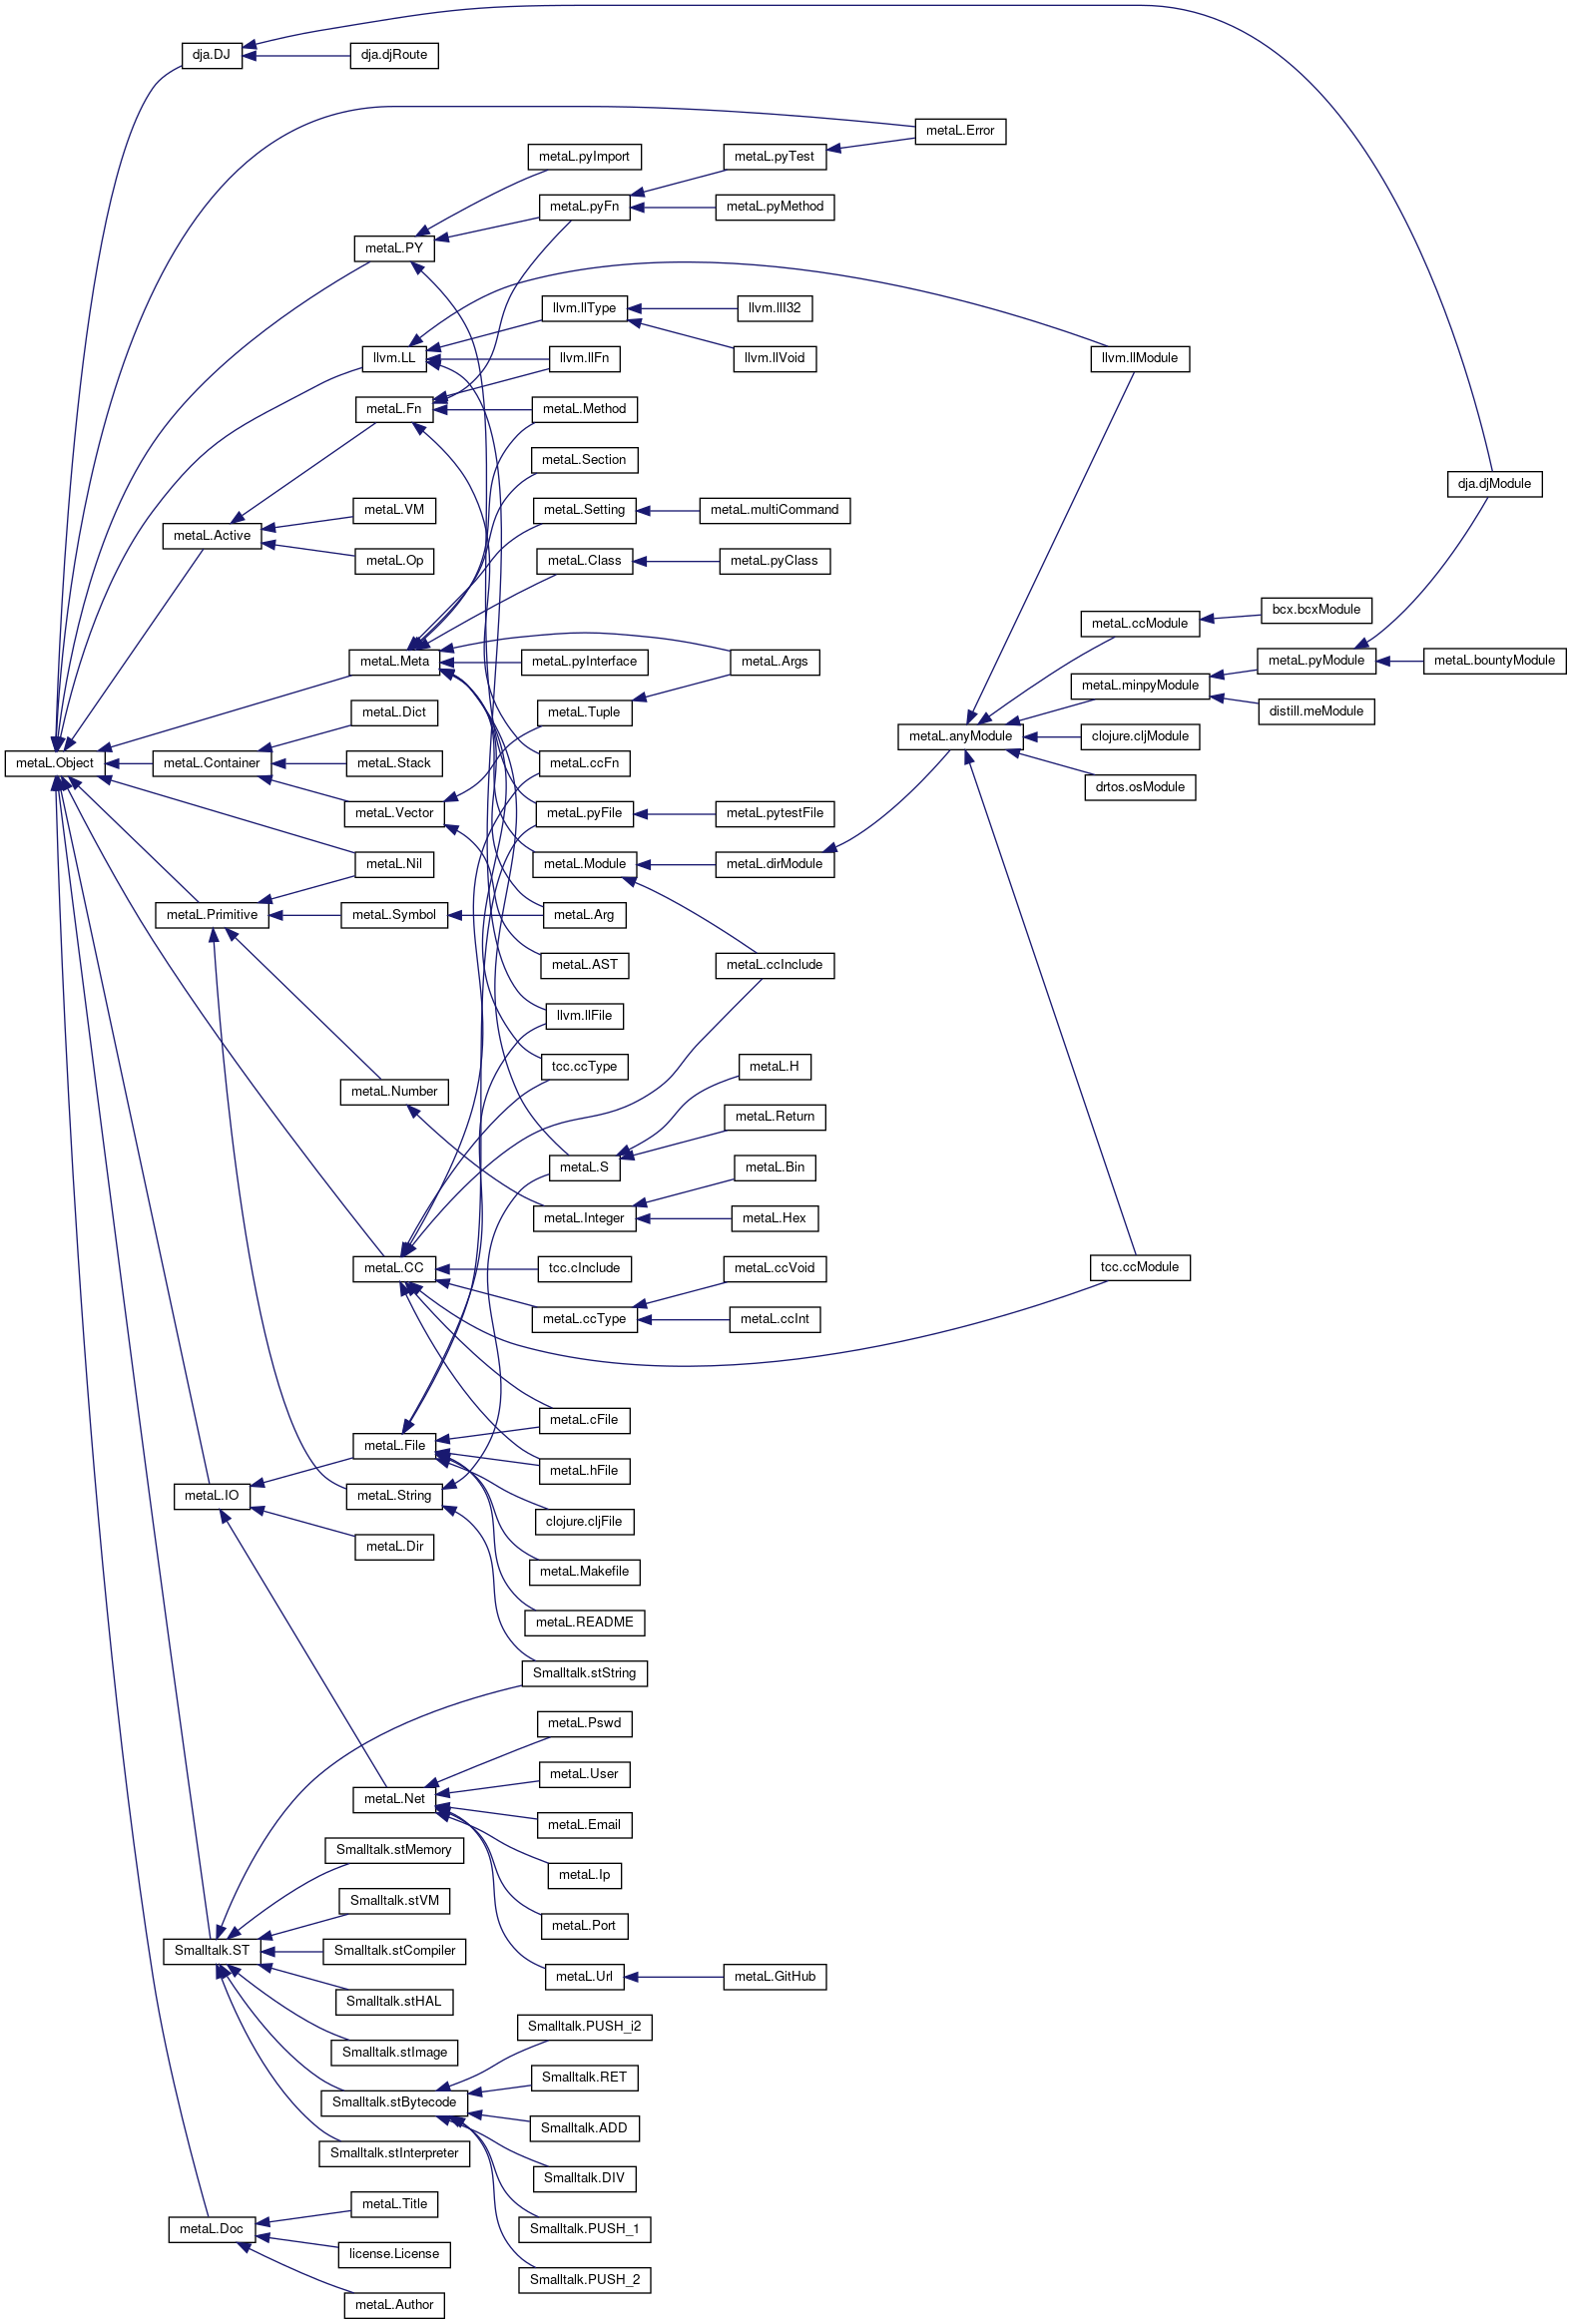 dja.DJ
dja.djRoute
metaL.Error
metaL.pyImport
metaL.pyTest
metaL.pyFn
metaL.pyMethod
metaL.PY
llvm.llType
llvm.llI32
llvm.LL
llvm.llFn
llvm.llVoid
llvm.llModule
metaL.Fn
metaL.Method
metaL.Section
dja.djModule
metaL.VM
metaL.Setting
metaL.multiCommand
metaL.Active
metaL.Op
metaL.Class
metaL.pyClass
bcx.bcxModule
metaL.ccModule
metaL.Meta
metaL.pyInterface
metaL.Args
metaL.pyModule
metaL.bountyModule
metaL.minpyModule
distill.meModule
metaL.Dict
metaL.Tuple
metaL.anyModule
clojure.cljModule
metaL.Object
metaL.Container
metaL.Stack
metaL.ccFn
drtos.osModule
metaL.Vector
metaL.pyFile
metaL.pytestFile
metaL.Nil
metaL.Module
metaL.dirModule
metaL.Primitive
metaL.Symbol
metaL.Arg
metaL.AST
metaL.ccInclude
llvm.llFile
tcc.ccType
metaL.H
metaL.Number
metaL.Return
metaL.S
metaL.Bin
metaL.Integer
metaL.Hex
metaL.CC
tcc.cInclude
metaL.ccVoid
tcc.ccModule
metaL.ccType
metaL.ccInt
metaL.cFile
metaL.File
metaL.hFile
metaL.IO
metaL.String
clojure.cljFile
metaL.Dir
metaL.Makefile
metaL.README
Smalltalk.stString
metaL.Pswd
metaL.User
metaL.Net
metaL.Email
Smalltalk.stMemory
metaL.Ip
Smalltalk.stVM
metaL.Port
Smalltalk.ST
Smalltalk.stCompiler
metaL.Url
metaL.GitHub
Smalltalk.stHAL
Smalltalk.PUSH_i2
Smalltalk.stImage
Smalltalk.RET
Smalltalk.stBytecode
Smalltalk.ADD
Smalltalk.stInterpreter
Smalltalk.DIV
metaL.Title
metaL.Doc
Smalltalk.PUSH_1
license.License
Smalltalk.PUSH_2
metaL.Author